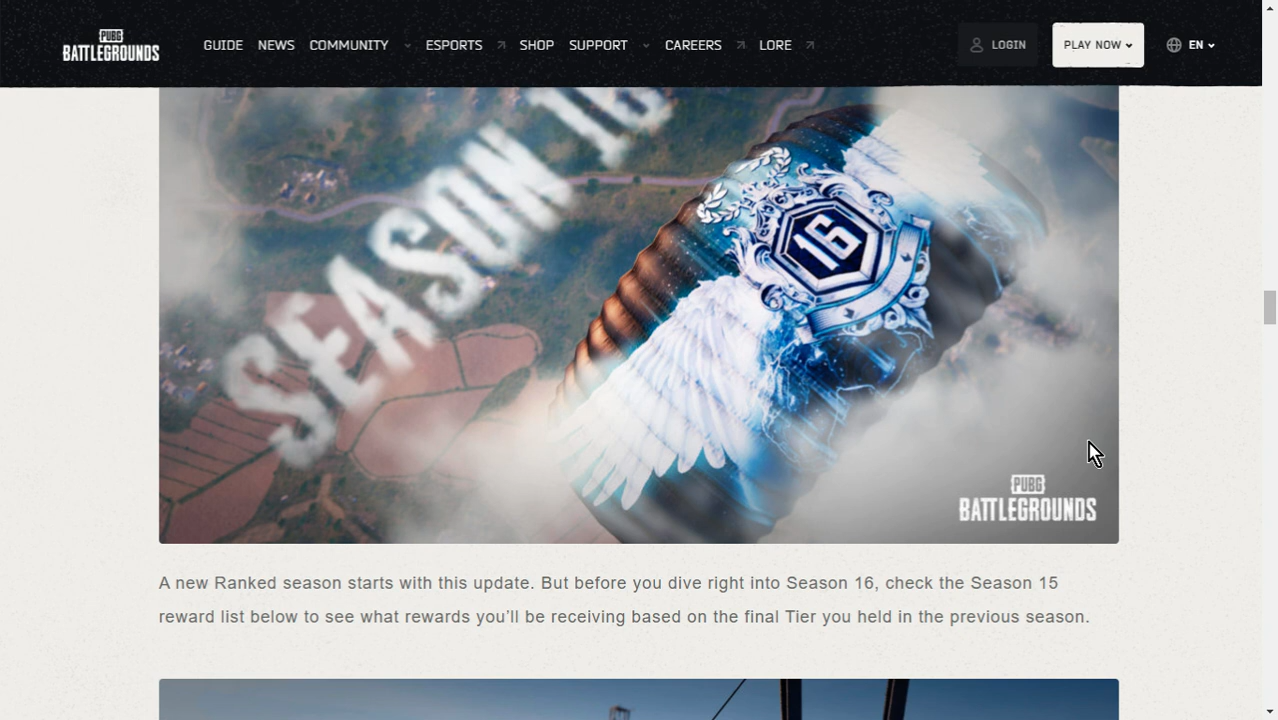 PUBG
BATTLEGROUNDS
GUIDE NEWS COMMUNITY ESPORTS SHOP SUPPORT CAREERS LORE
LOGIN PLAY NOW EN
SEASON 16
16
PUBG
BATTLEGROUNDS
A new Ranked season starts with this update. But before you dive right into Season 16, check the Season 15
reward list below to see what rewards you’ll be receiving based on the final Tier you held in the previous season.